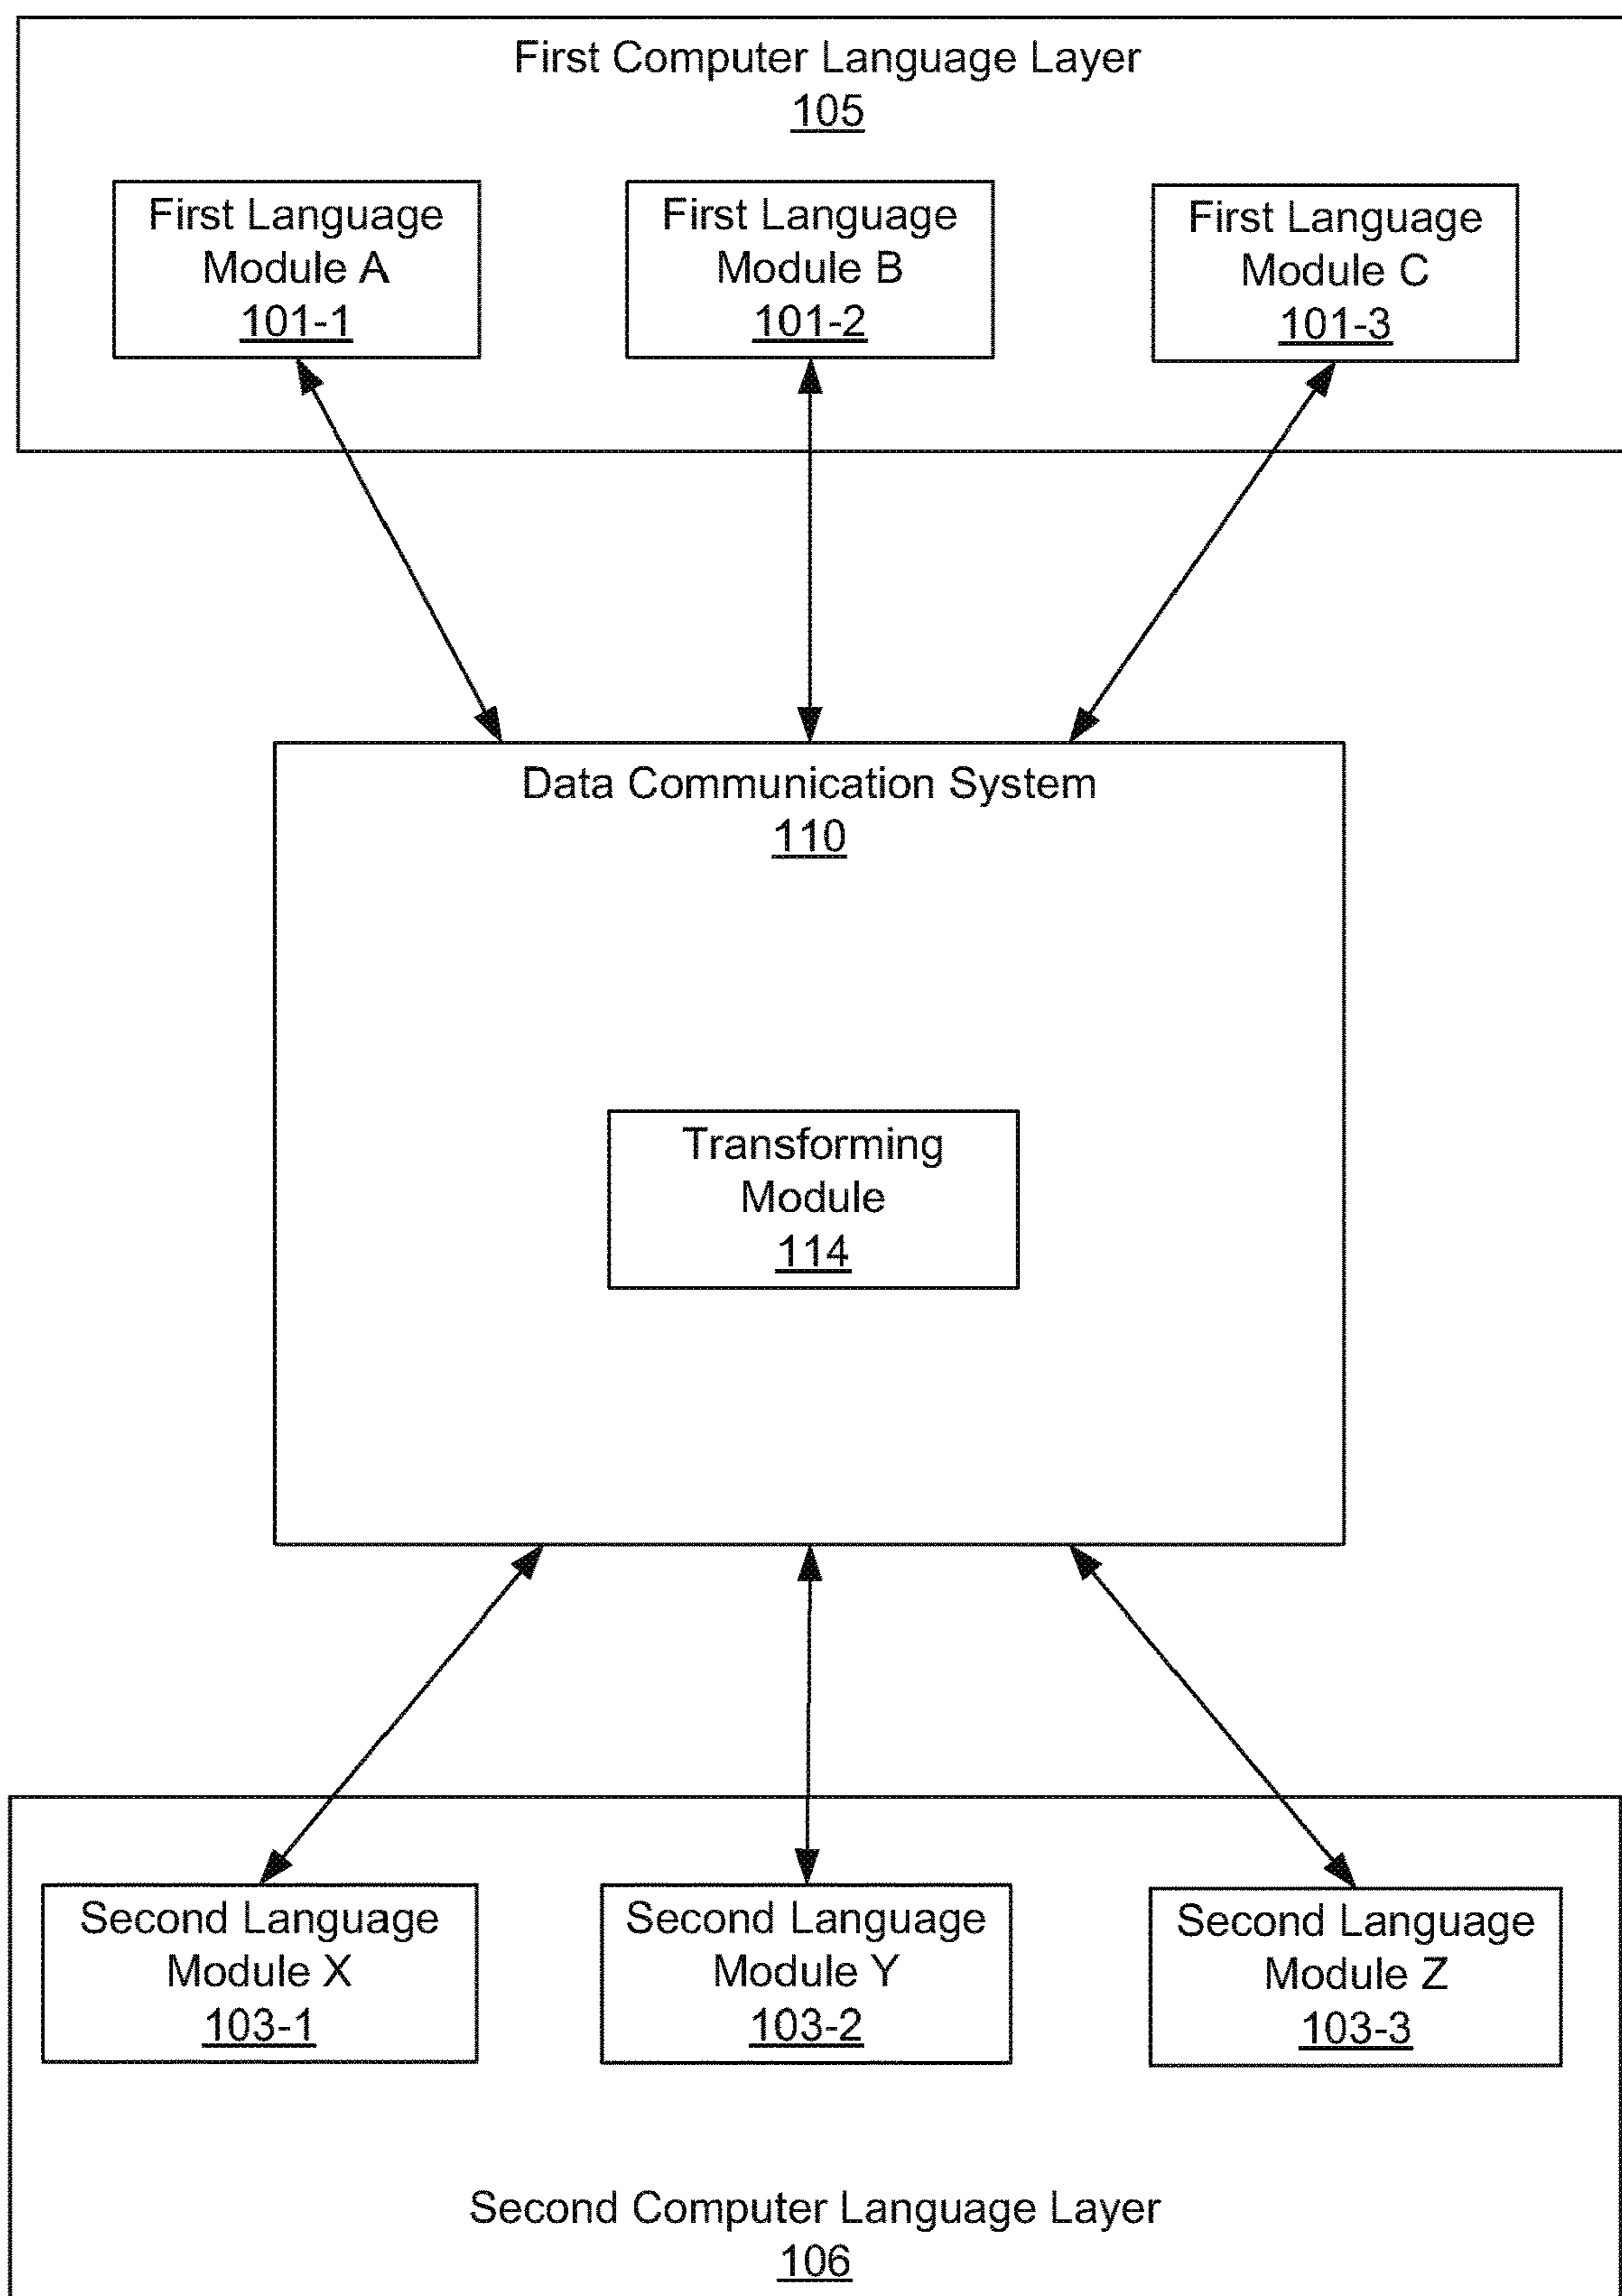 First Computer Language Layer
105
First Language
Module A
101-1
First Language
Module B
101-2
First Language
Module C
101-3
Data Communication System
110
Transforming
Module
114
Second Language
Module X
103-1
Second Language
Module Y
103-2
Second Language
Module Z
103-3
Second Computer Language Layer
106